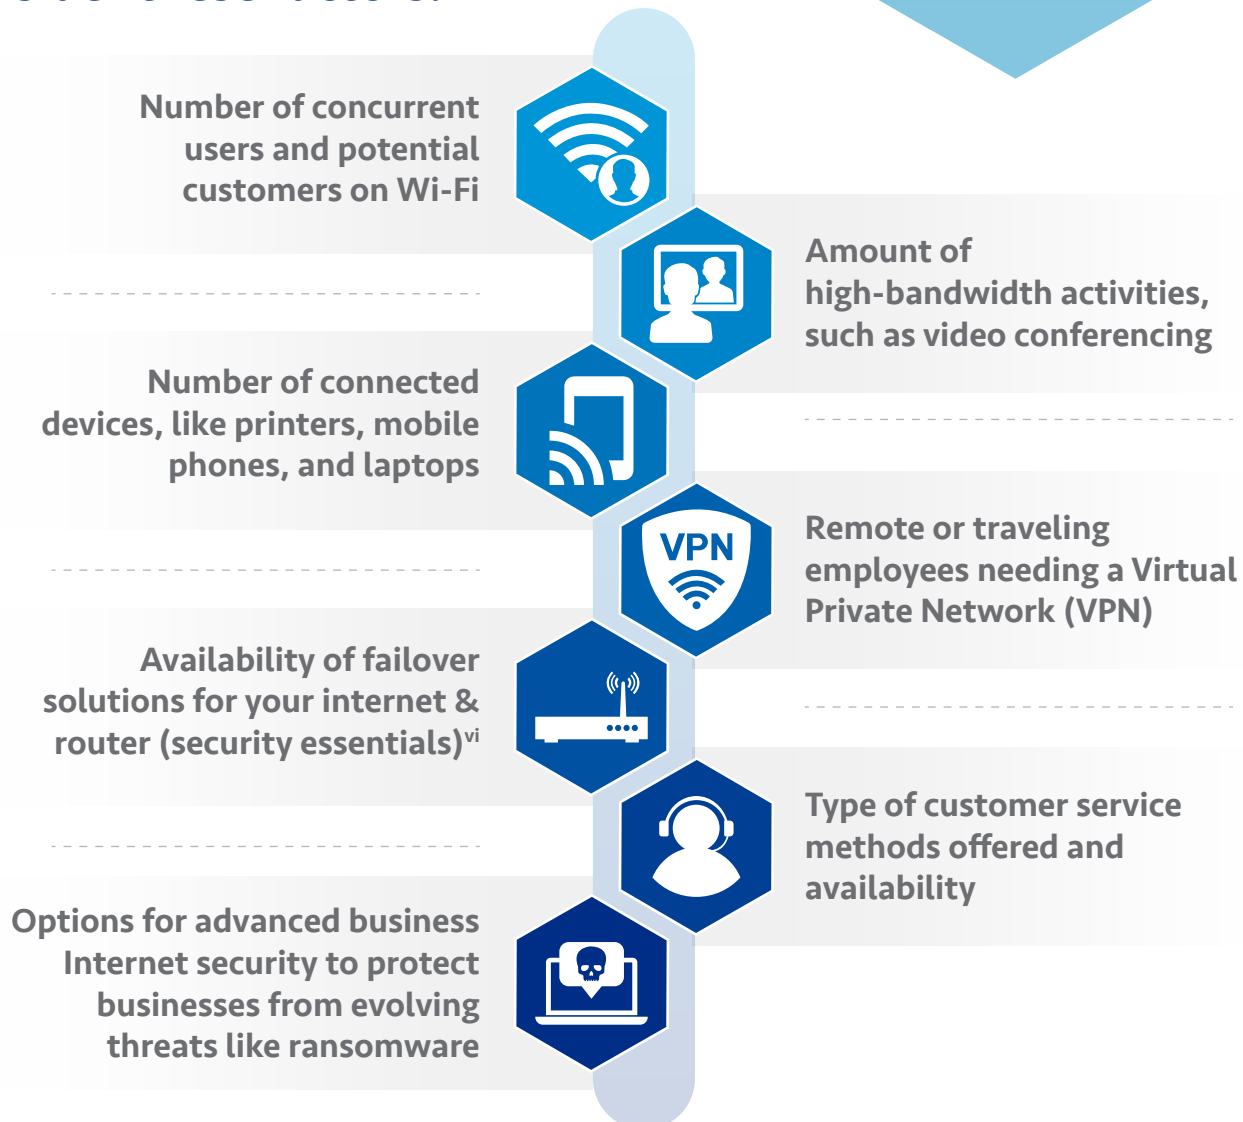 Number of concurrent
users and potential
customers on Wi-Fi
Amount of
high-bandwidth activities,
such as video conferencing
Number of connected
devices, like printers, mobile
phones, and laptops
VPN
Remote or traveling
employees needing a Virtual
Private Network (VPN)
Availability of failover
solutions for your internet &
router (security essentials)vi
Type of customer service
methods offered and
availability
Options for advanced business
Internet security to protect
businesses from evolving
threats like ransomware